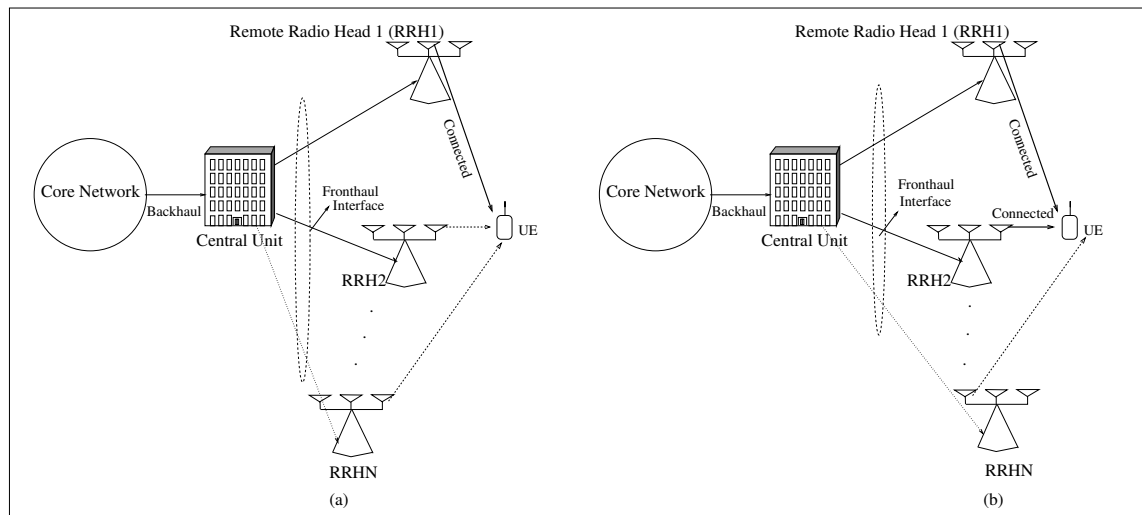 Remote Radio Head 1 (RRH1)
Connected
Core Network
Backhaul
Fronthaul
Interface
Central Unit
UE
RRH2
RRHN
(a)
Remote Radio Head 1 (RRH1)
Connected
Core Network
Backhaul
Fronthaul
Interface
Connected
Central Unit
UE
RRH2
RRHN
(b)